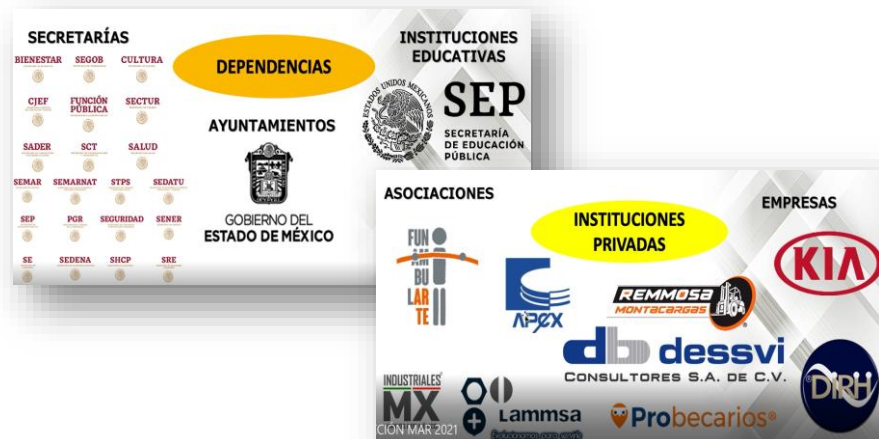 SECRETARÍAS
BIENESTAR SEGOB CULTURA
CJEF FUNCIÓN PÚBLICA SECTUR
SADER SCT SALUD
SEMAR SEMARNAT STPS SEDATU
SEP PGR SEGURIDAD SENER
SE SEDENA SHCP SRE
DEPENDENCIAS
AYUNTAMIENTOS
GOBIERNO DEL
ESTADO DE MÉXICO
INSTITUCIONES
EDUCATIVAS
ESTADOS UNIDOS MEXICANOS
SEP
SECRETARÍA
DE EDUCACIÓN
PÚBLICA
ASOCIACIONES
FUN
AM
BU
LAR
TE
INDUSTRIALES
MX
CIÓN MAR 2021
INSTITUCIONES
PRIVADAS
APEX
REMMOSA
MONTACARGAS
db dessvi
CONSULTORES S.A. DE C.V.
Lammsa
Probecarios®
EMPRESAS
KIA
DIRH